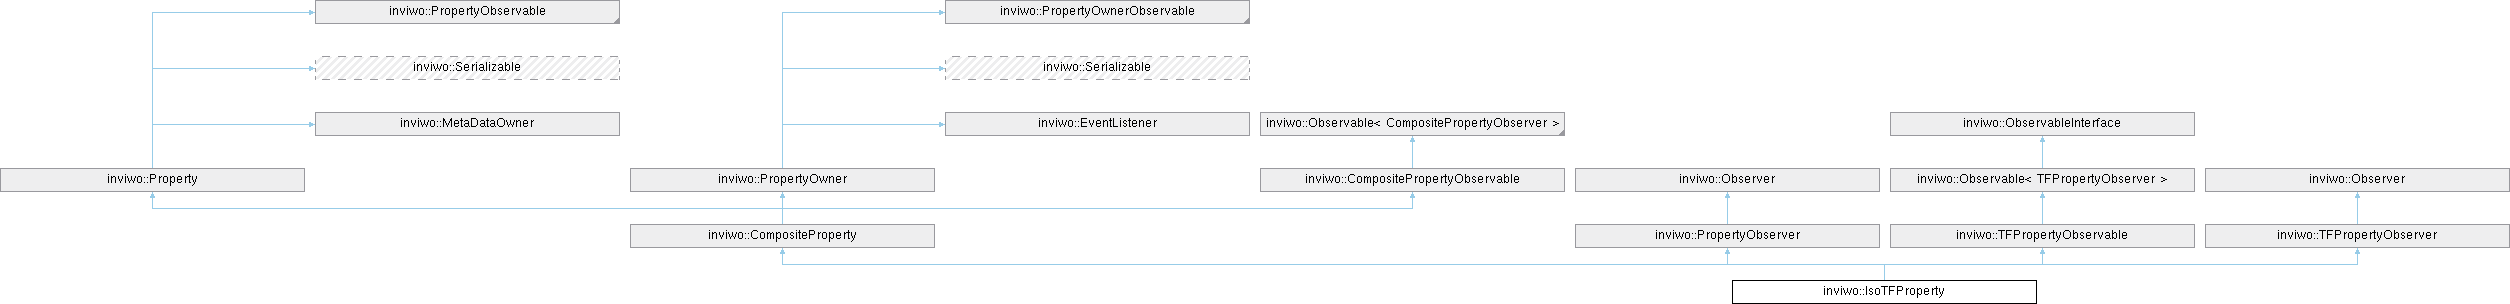 inviwo::PropertyObservable
inviwo::PropertyOwnerObservable
inviwo::Serializable
inviwo::Serializable
inviwo::MetaDataOwner
inviwo::EventListener
inviwo::Observable< CompositePropertyObserver >
inviwo::ObservableInterface
inviwo::Property
inviwo::PropertyOwner
inviwo::CompositePropertyObservable
inviwo::Observer
inviwo::Observable< TFPropertyObserver >
inviwo::Observer
inviwo::CompositeProperty
inviwo::PropertyObserver
inviwo::TFPropertyObservable
inviwo::TFPropertyObserver
inviwo::IsoTFProperty